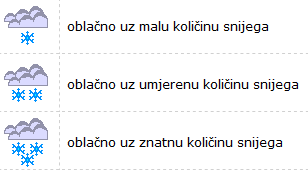 oblačno uz malu količinu snijega
oblačno uz umjerenu količinu snijega
oblačno uz znatnu količinu snijega